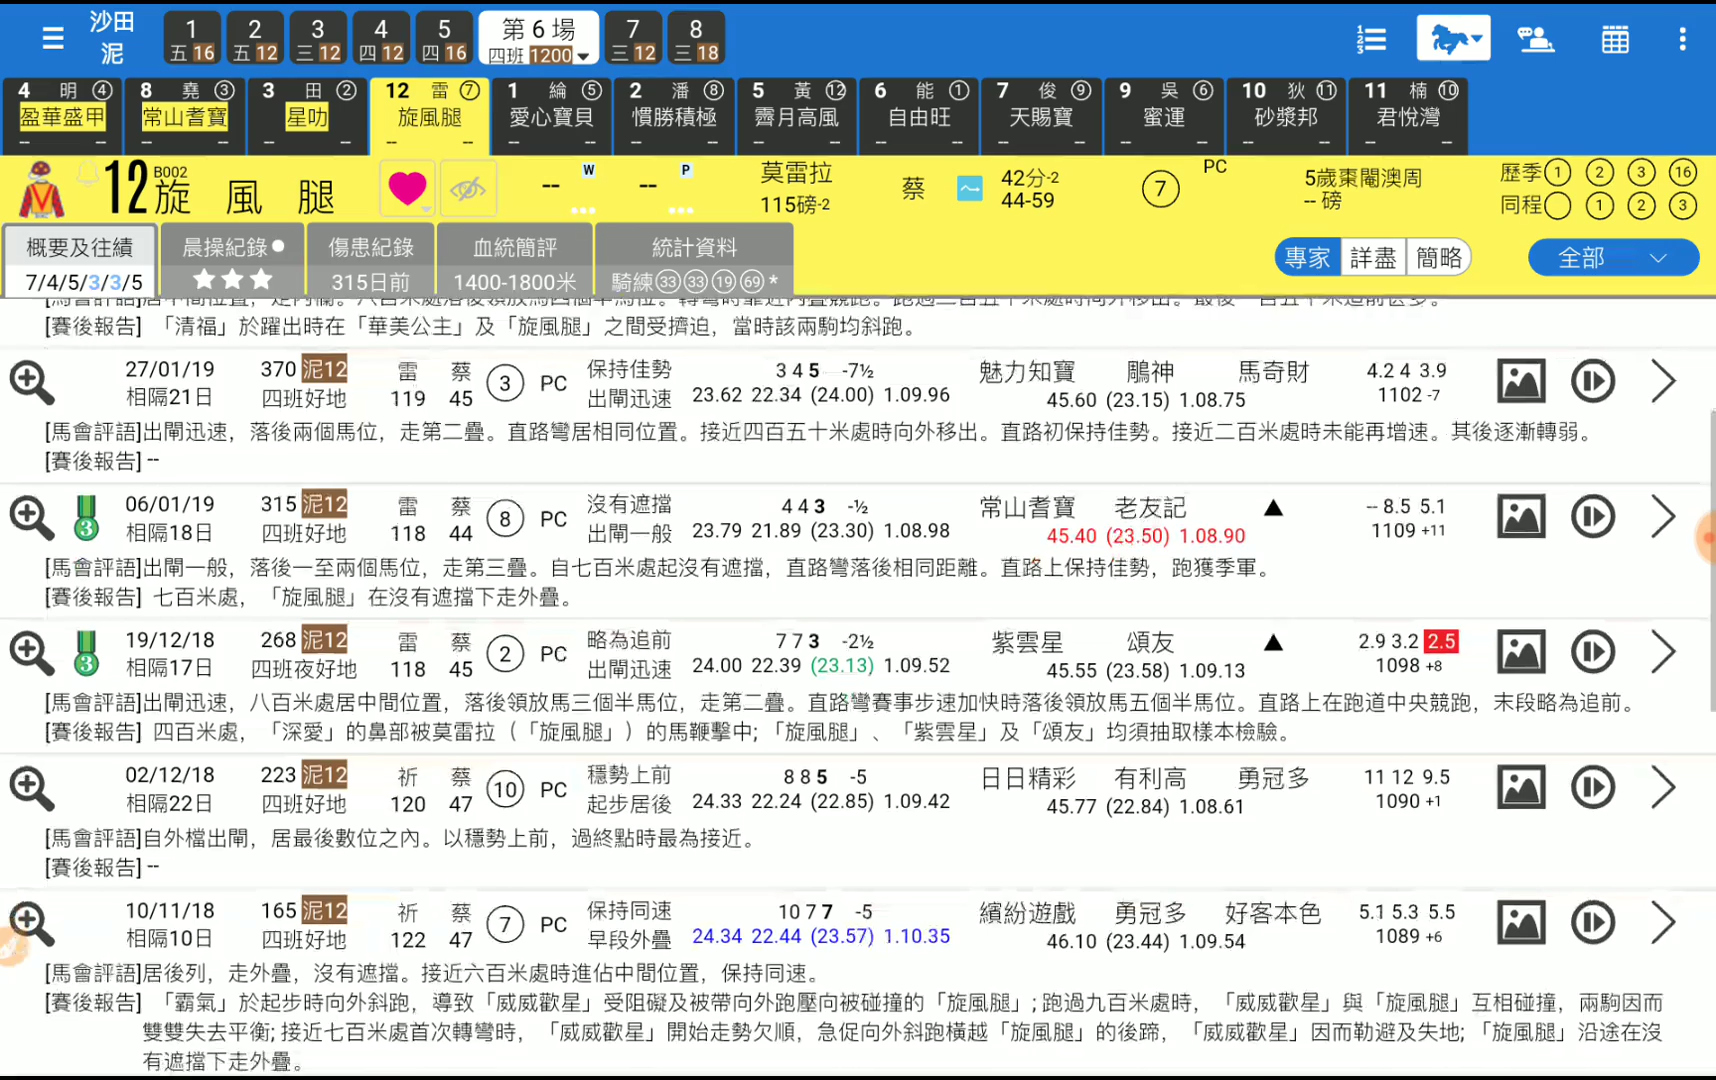 沙田 1 2 3 4 5 第 6 場 7 8
泥 五 16 五 12 三 12 四 12 四 16 四班 1200 三 12 三 18
4 明 ④ 8 堯 ③ 3 田 ② 12 雷 ⑦ 1 綸 ⑤ 2 潘 ⑧ 5 黃 ⑫ 6 能 ① 7 俊 ⑨ 9 吳 ⑥ 10 狄 ⑪ 11 楠 ⑩
盈華盛甲 常山耆寶 星叻 旋風腿 愛心寶貝 慣勝積極 霽月高風 自由旺 天賜寶 蜜運 砂漿邦 君悅灣
-- -- -- -- -- -- -- -- -- -- -- -- -- -- -- -- -- -- -- -- -- -- -- --
12 B002 旋 風 腿 -- W -- P 莫雷拉 蔡 42分-2 ⑦ PC 5歲東閹澳周 歷季 ① ② ③ ⑯
115磅-2 44-59 -- 磅 同程 ① ② ③
概要及往績 晨操紀錄 傷患紀錄 血統簡評 統計資料 專家 詳盡 簡略 全部
7/4/5/3/3/5 ★★★ 315日前 1400-1800米 騎練 33 33 19 69 *
[賽後報告] 「清福」於躍出時在「華美公主」及「旋風腿」之間受擠迫，當時該兩駒均斜跑。
27/01/19 370 泥12 雷 蔡 ③ PC 保持佳勢 3 4 5 -7½ 魅力知寶 鵰神 馬奇財 4.2 4 3.9
相隔21日 四班好地 119 45 出閘迅速 23.62 22.34 (24.00) 1.09.96 45.60 (23.15) 1.08.75 1102 -7
[馬會評語]出閘迅速，落後兩個馬位，走第二疊。直路彎居相同位置。接近四百五十米處時向外移出。直路初保持佳勢。接近二百米處時未能再增速。其後逐漸轉弱。
[賽後報告] --
3 06/01/19 315 泥12 雷 蔡 ⑧ PC 沒有遮擋 4 4 3 -½ 常山耆寶 老友記 ▲ -- 8.5 5.1
相隔18日 四班好地 118 44 出閘一般 23.79 21.89 (23.30) 1.08.98 45.40 (23.50) 1.08.90 1109 +11
[馬會評語]出閘一般，落後一至兩個馬位，走第三疊。自七百米處起沒有遮擋，直路彎落後相同距離。直路上保持佳勢，跑獲季軍。
[賽後報告] 七百米處，「旋風腿」在沒有遮擋下走外疊。
3 19/12/18 268 泥12 雷 蔡 ② PC 略為追前 7 7 3 -2½ 紫雲星 頌友 ▲ 2.9 3.2 2.5
相隔17日 四班夜好地 118 45 出閘迅速 24.00 22.39 (23.13) 1.09.52 45.55 (23.58) 1.09.13 1098 +8
[馬會評語]出閘迅速，八百米處居中間位置，落後領放馬三個半馬位，走第二疊。直路彎賽事步速加快時落後領放馬五個半馬位。直路上在跑道中央競跑，末段略為追前。
[賽後報告] 四百米處，「深愛」的鼻部被莫雷拉（「旋風腿」）的馬鞭擊中;「旋風腿」、「紫雲星」及「頌友」均須抽取樣本檢驗。
02/12/18 223 泥12 祈 蔡 ⑩ PC 穩勢上前 8 8 5 -5 日日精彩 有利高 勇冠多 11 12 9.5
相隔22日 四班好地 120 47 起步居後 24.33 22.24 (22.85) 1.09.42 45.77 (22.84) 1.08.61 1090 +1
[馬會評語]自外檔出閘，居最後數位之內。以穩勢上前，過終點時最為接近。
[賽後報告] --
10/11/18 165 泥12 祈 蔡 ⑦ PC 保持同速 10 7 7 -5 繽紛遊戲 勇冠多 好客本色 5.1 5.3 5.5
相隔10日 四班好地 122 47 早段外疊 24.34 22.44 (23.57) 1.10.35 46.10 (23.44) 1.09.54 1089 +6
[馬會評語]居後列，走外疊，沒有遮擋。接近六百米處時進佔中間位置，保持同速。
[賽後報告] 「霸氣」於起步時向外斜跑，導致「威威歡星」受阻礙及被帶向外跑壓向被碰撞的「旋風腿」; 跑過九百米處時，「威威歡星」與「旋風腿」互相碰撞，兩駒因而
雙雙失去平衡; 接近七百米處首次轉彎時，「威威歡星」開始走勢欠順，急促向外斜跑橫越「旋風腿」的後蹄，「威威歡星」因而勒避及失地; 「旋風腿」沿途在沒
有遮擋下走外疊。